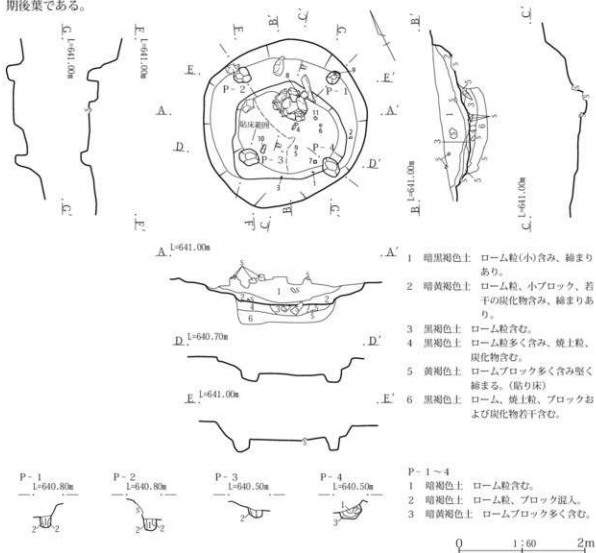 期後葉である。
G. L=641.00m
E. L=641.00m
G.'
E.'
E. B.' C.' G.
E. E.'
P-2 P-1
A. A.'
貼床範囲
D. P-3 P-4 D.'
F. B. C. G.'
B.'
B. L=641.00m
C.'
C. L=641.00m
A. L=641.00m A.'
D. L=640.70m D.'
E. L=641.00m E.'
1 暗黒褐色土 ローム粒(小)含み、締まり
あり。
2 暗黄褐色土 ローム粒、小ブロック、若
干の炭化物含み、締まりあ
り。
3 黒褐色土 ローム粒含む。
4 黒褐色土 ローム粒多く含み、焼土粒、
炭化物含む。
5 黄褐色土 ロームブロック多く含み堅く
締まる。(貼り床)
6 黒褐色土 ローム、焼土粒、ブロックお
よび炭化物若干含む。
P-1 P-2 P-3 P-4
L=640.80m L=640.80m L=640.50m L=640.50m
P-1～4
1 暗褐色土 ローム粒含む。
2 暗褐色土 ローム粒、ブロック混入。
3 暗黄褐色土 ロームブロック多く含む。
0 1:60 2m